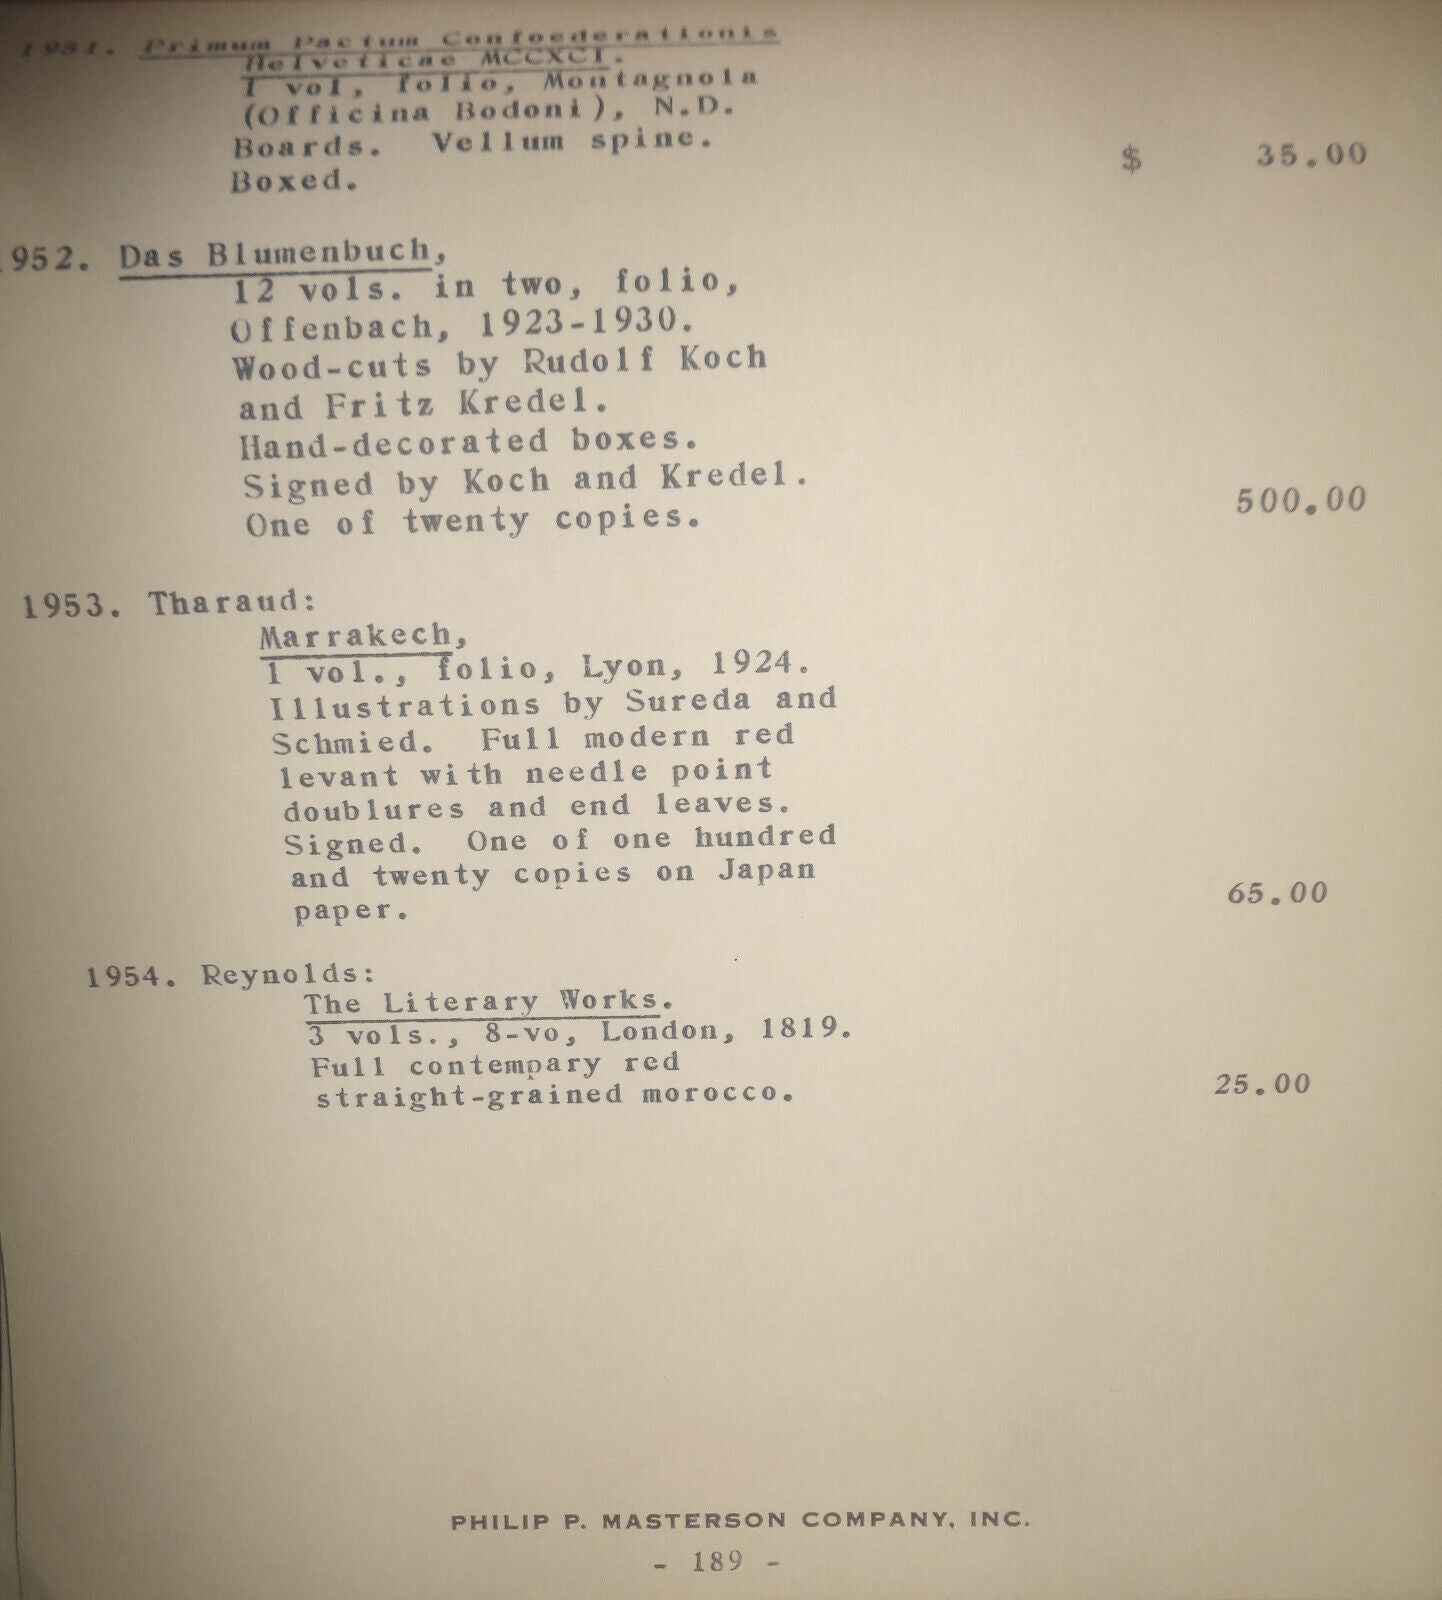 1951. Primum Pactum Confoederationis
Helveticae MCCXCI.
1 vol, folio, Montagnola
(Officina Bodoni), N.D.
Boards. Vellum spine.
Boxed. $ 35.00
1952. Das Blumenbuch,
12 vols. in two, folio,
Offenbach, 1923-1930.
Wood-cuts by Rudolf Koch
and Fritz Kredel.
Hand-decorated boxes.
Signed by Koch and Kredel.
One of twenty copies. 500.00
1953. Tharaud:
Marrakech,
1 vol., folio, Lyon, 1924.
Illustrations by Sureda and
Schmied. Full modern red
levant with needle point
doublures and end leaves.
Signed. One of one hundred
and twenty copies on Japan
paper. 65.00
1954. Reynolds:
The Literary Works.
3 vols., 8-vo, London, 1819.
Full contempary red
straight-grained morocco. 25.00
PHILIP P. MASTERSON COMPANY, INC.
- 189 -